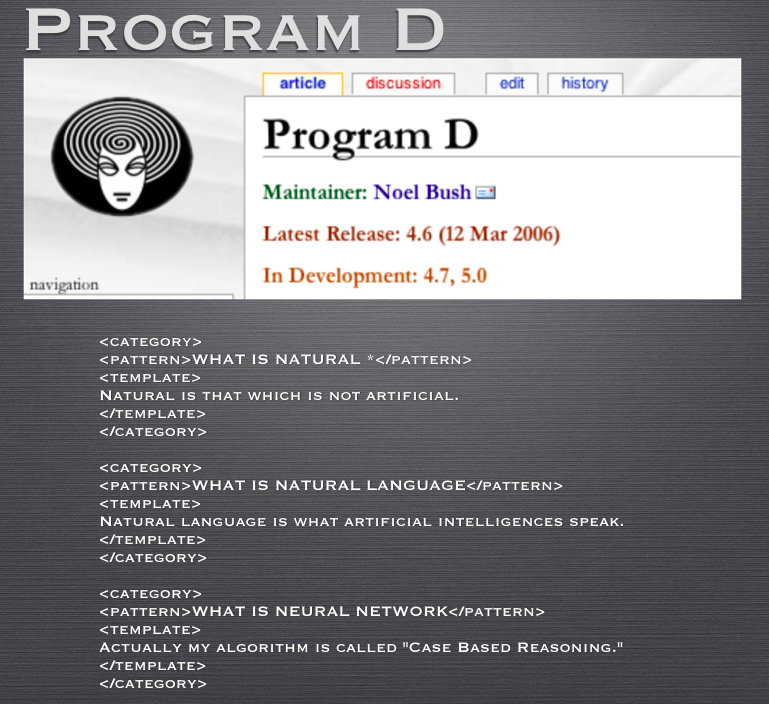 Program D
article discussion edit history
Program D
Maintainer: Noel Bush
Latest Release: 4.6 (12 Mar 2006)
In Development: 4.7, 5.0
navigation
<category>
<pattern>WHAT IS NATURAL *</pattern>
<template>
Natural is that which is not artificial.
</template>
</category>
<category>
<pattern>WHAT IS NATURAL LANGUAGE</pattern>
<template>
Natural language is what artificial intelligences speak.
</template>
</category>
<category>
<pattern>WHAT IS NEURAL NETWORK</pattern>
<template>
Actually my algorithm is called "Case Based Reasoning."
</template>
</category>